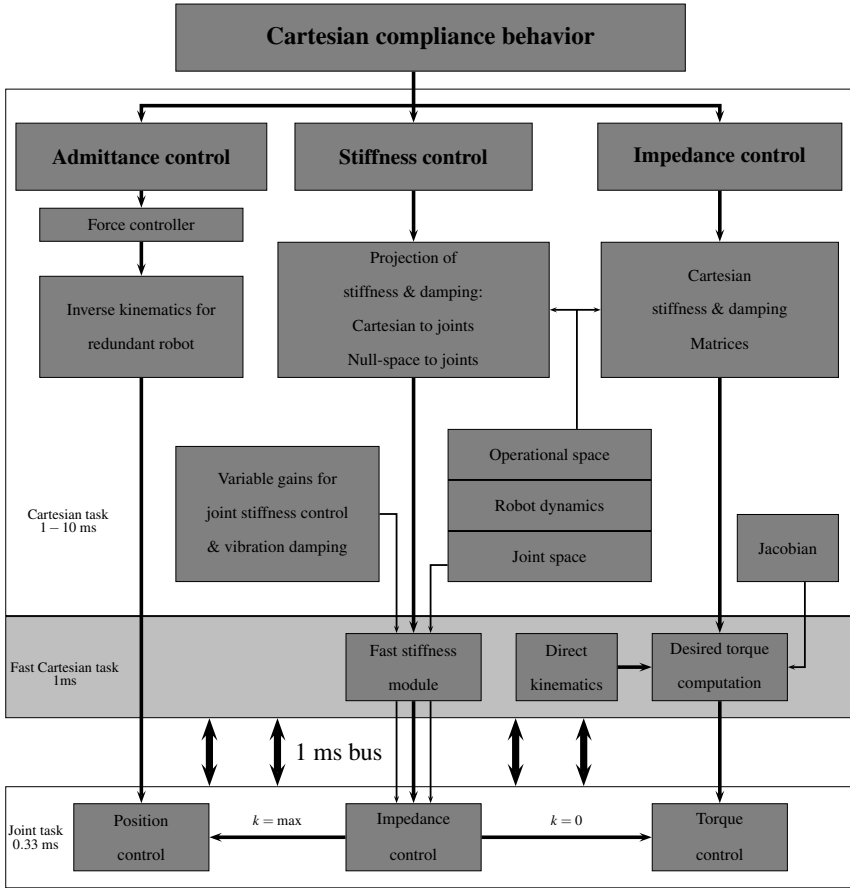 Cartesian compliance behavior
Admittance control
Stiffness control
Impedance control
Force controller
Inverse kinematics for
redundant robot
Projection of
stiffness & damping:
Cartesian to joints
Null-space to joints
Cartesian
stiffness & damping
Matrices
Variable gains for
joint stiffness control
& vibration damping
Operational space
Robot dynamics
Joint space
Jacobian
Cartesian task
1 – 10 ms
Fast Cartesian task
1ms
Fast stiffness
module
Direct
kinematics
Desired torque
computation
1 ms bus
Joint task
0.33 ms
Position
control
k = max
Impedance
control
k = 0
Torque
control